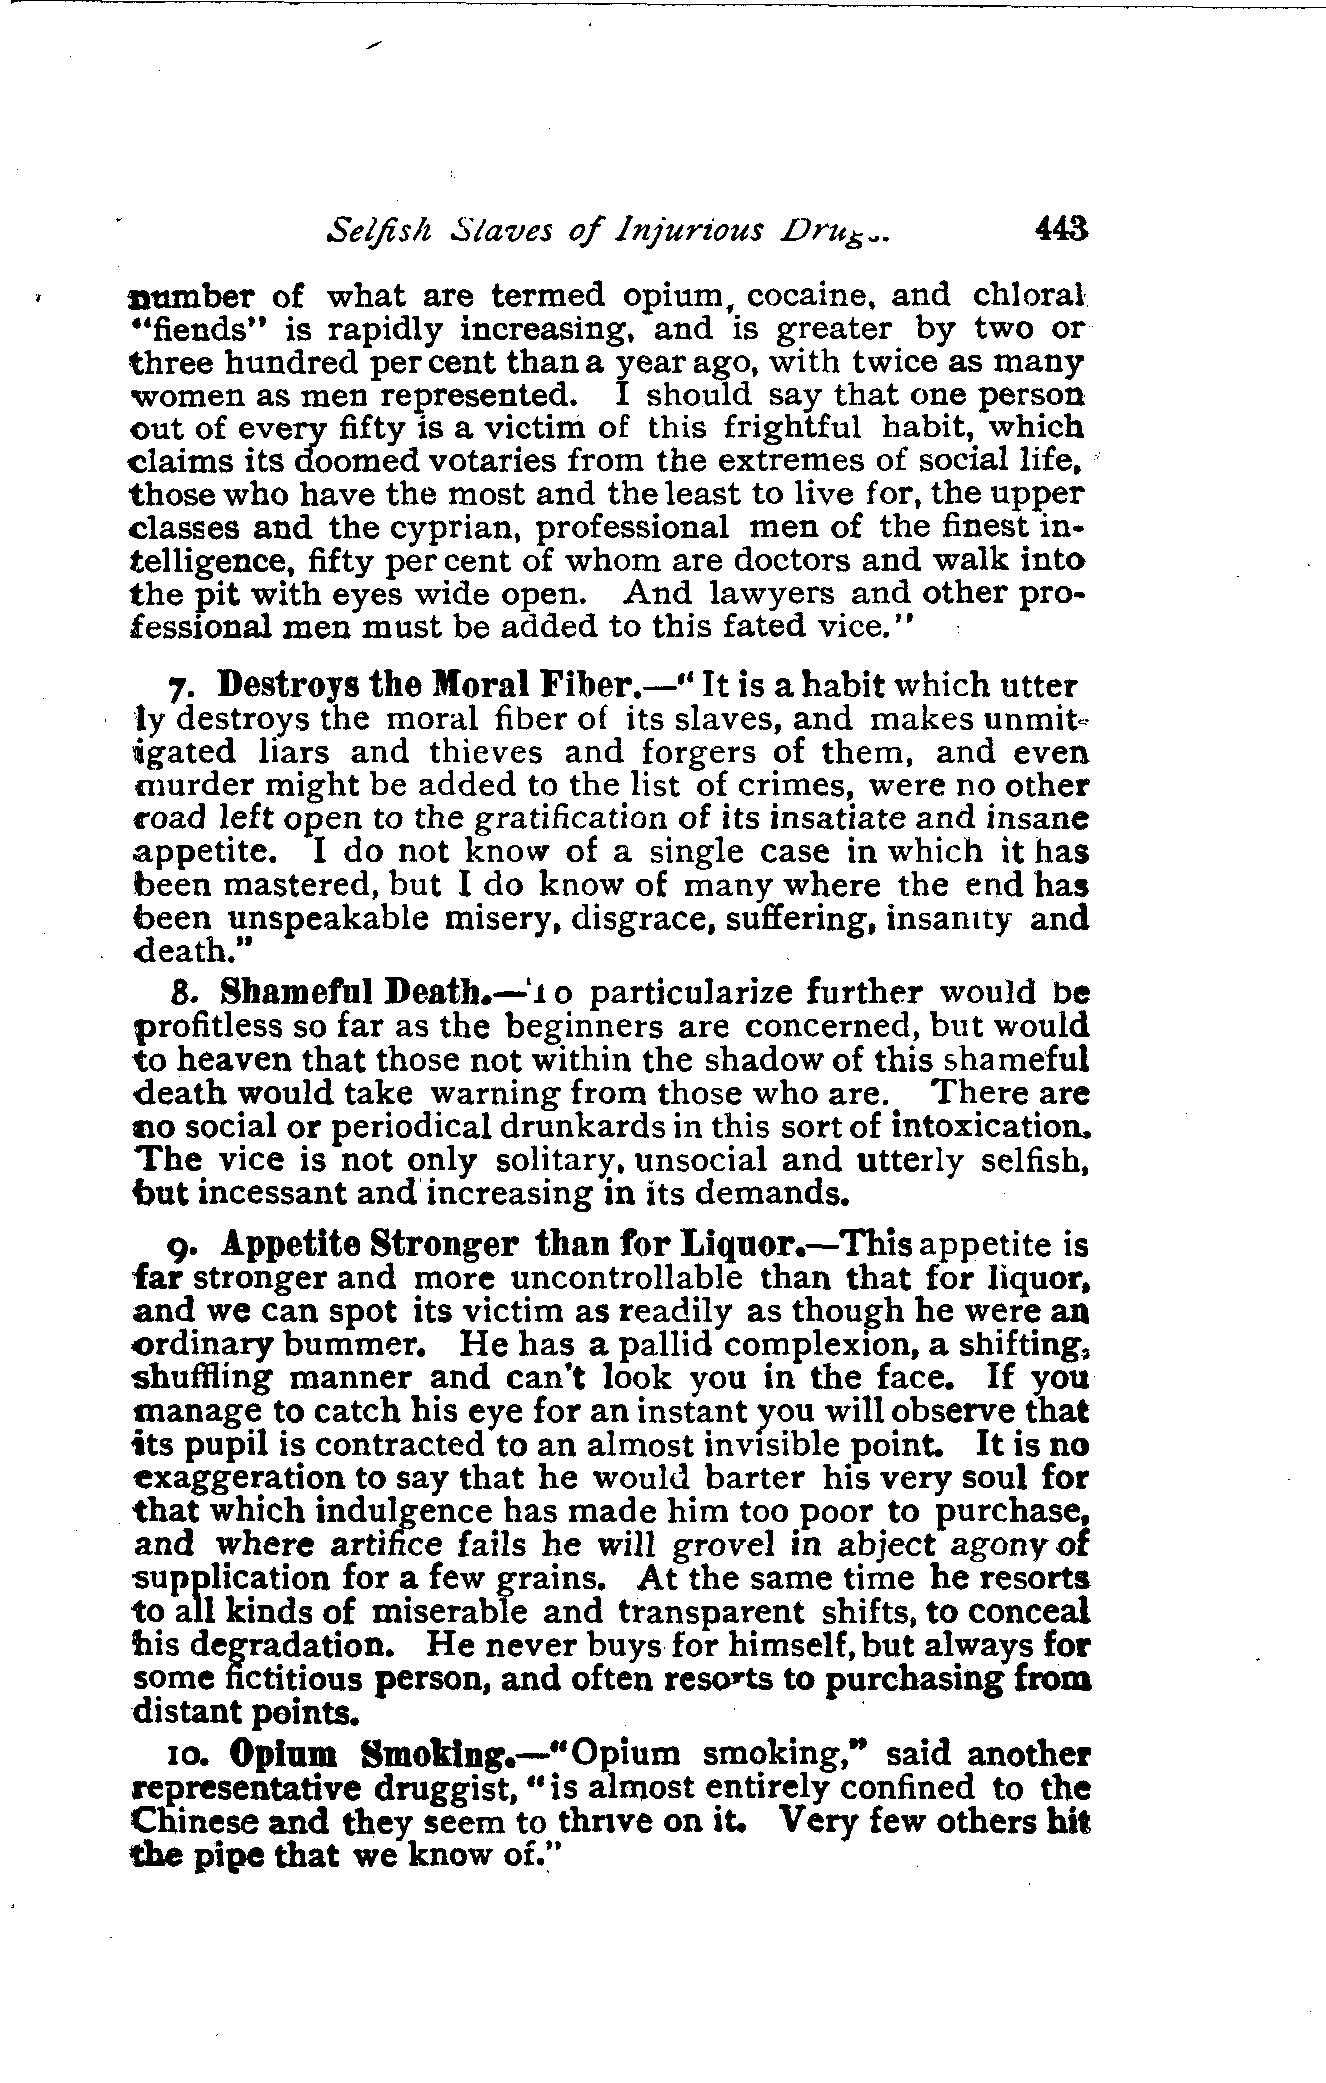 Selfish Slaves of Injurious Drug.. 443
number of what are termed opium, cocaine, and chloral
"fiends" is rapidly increasing, and is greater by two or
three hundred per cent than a year ago, with twice as many
women as men represented. I should say that one person
out of every fifty is a victim of this frightful habit, which
claims its doomed votaries from the extremes of social life,
those who have the most and the least to live for, the upper
classes and the cyprian, professional men of the finest in-
telligence, fifty per cent of whom are doctors and walk into
the pit with eyes wide open. And lawyers and other pro-
fessional men must be added to this fated vice."
7. Destroys the Moral Fiber.—"It is a habit which utter
ly destroys the moral fiber of its slaves, and makes unmit-
igated liars and thieves and forgers of them, and even
murder might be added to the list of crimes, were no other
road left open to the gratification of its insatiate and insane
appetite. I do not know of a single case in which it has
been mastered, but I do know of many where the end has
been unspeakable misery, disgrace, suffering, insanity and
death."
8. Shameful Death.—To particularize further would be
profitless so far as the beginners are concerned, but would
to heaven that those not within the shadow of this shameful
death would take warning from those who are. There are
no social or periodical drunkards in this sort of intoxication.
The vice is not only solitary, unsocial and utterly selfish,
but incessant and increasing in its demands.
9. Appetite Stronger than for Liquor.—This appetite is
far stronger and more uncontrollable than that for liquor,
and we can spot its victim as readily as though he were an
ordinary bummer. He has a pallid complexion, a shifting,
shuffling manner and can't look you in the face. If you
manage to catch his eye for an instant you will observe that
its pupil is contracted to an almost invisible point. It is no
exaggeration to say that he would barter his very soul for
that which indulgence has made him too poor to purchase,
and where artifice fails he will grovel in abject agony of
supplication for a few grains. At the same time he resorts
to all kinds of miserable and transparent shifts, to conceal
his degradation. He never buys for himself, but always for
some fictitious person, and often resorts to purchasing from
distant points.
10. Opium Smoking.—"Opium smoking," said another
representative druggist, "is almost entirely confined to the
Chinese and they seem to thrive on it. Very few others hit
the pipe that we know of."